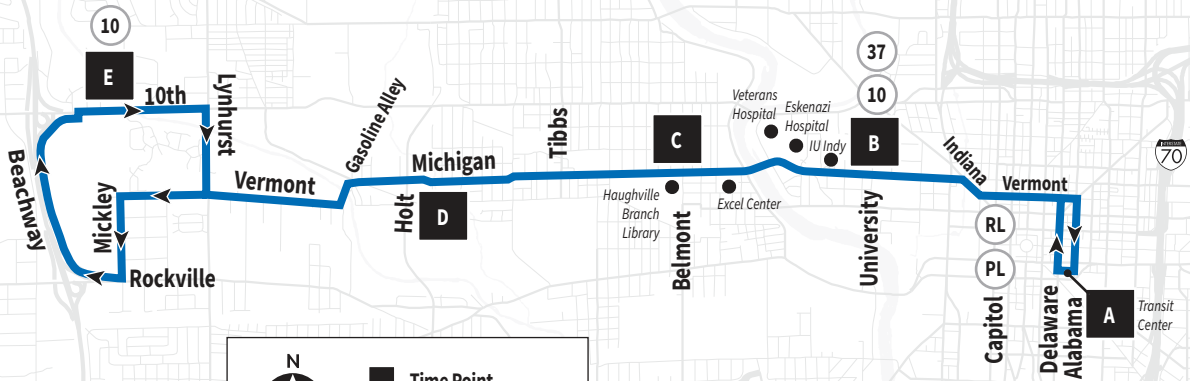 10
E
10th
Lynhurst
Beachway
Mickley
Rockville
Vermont
Gasoline Alley
Holt
Michigan
D
Tibbs
C
Haughville
Branch
Library
Belmont
Excel Center
Veterans
Hospital
Eskenazi
Hospital
IU Indy
37
10
B
University
Indiana
Vermont
RL
PL
Capitol
Delaware
Alabama
A
Transit
Center
INTERSTATE
70
N
Time Point